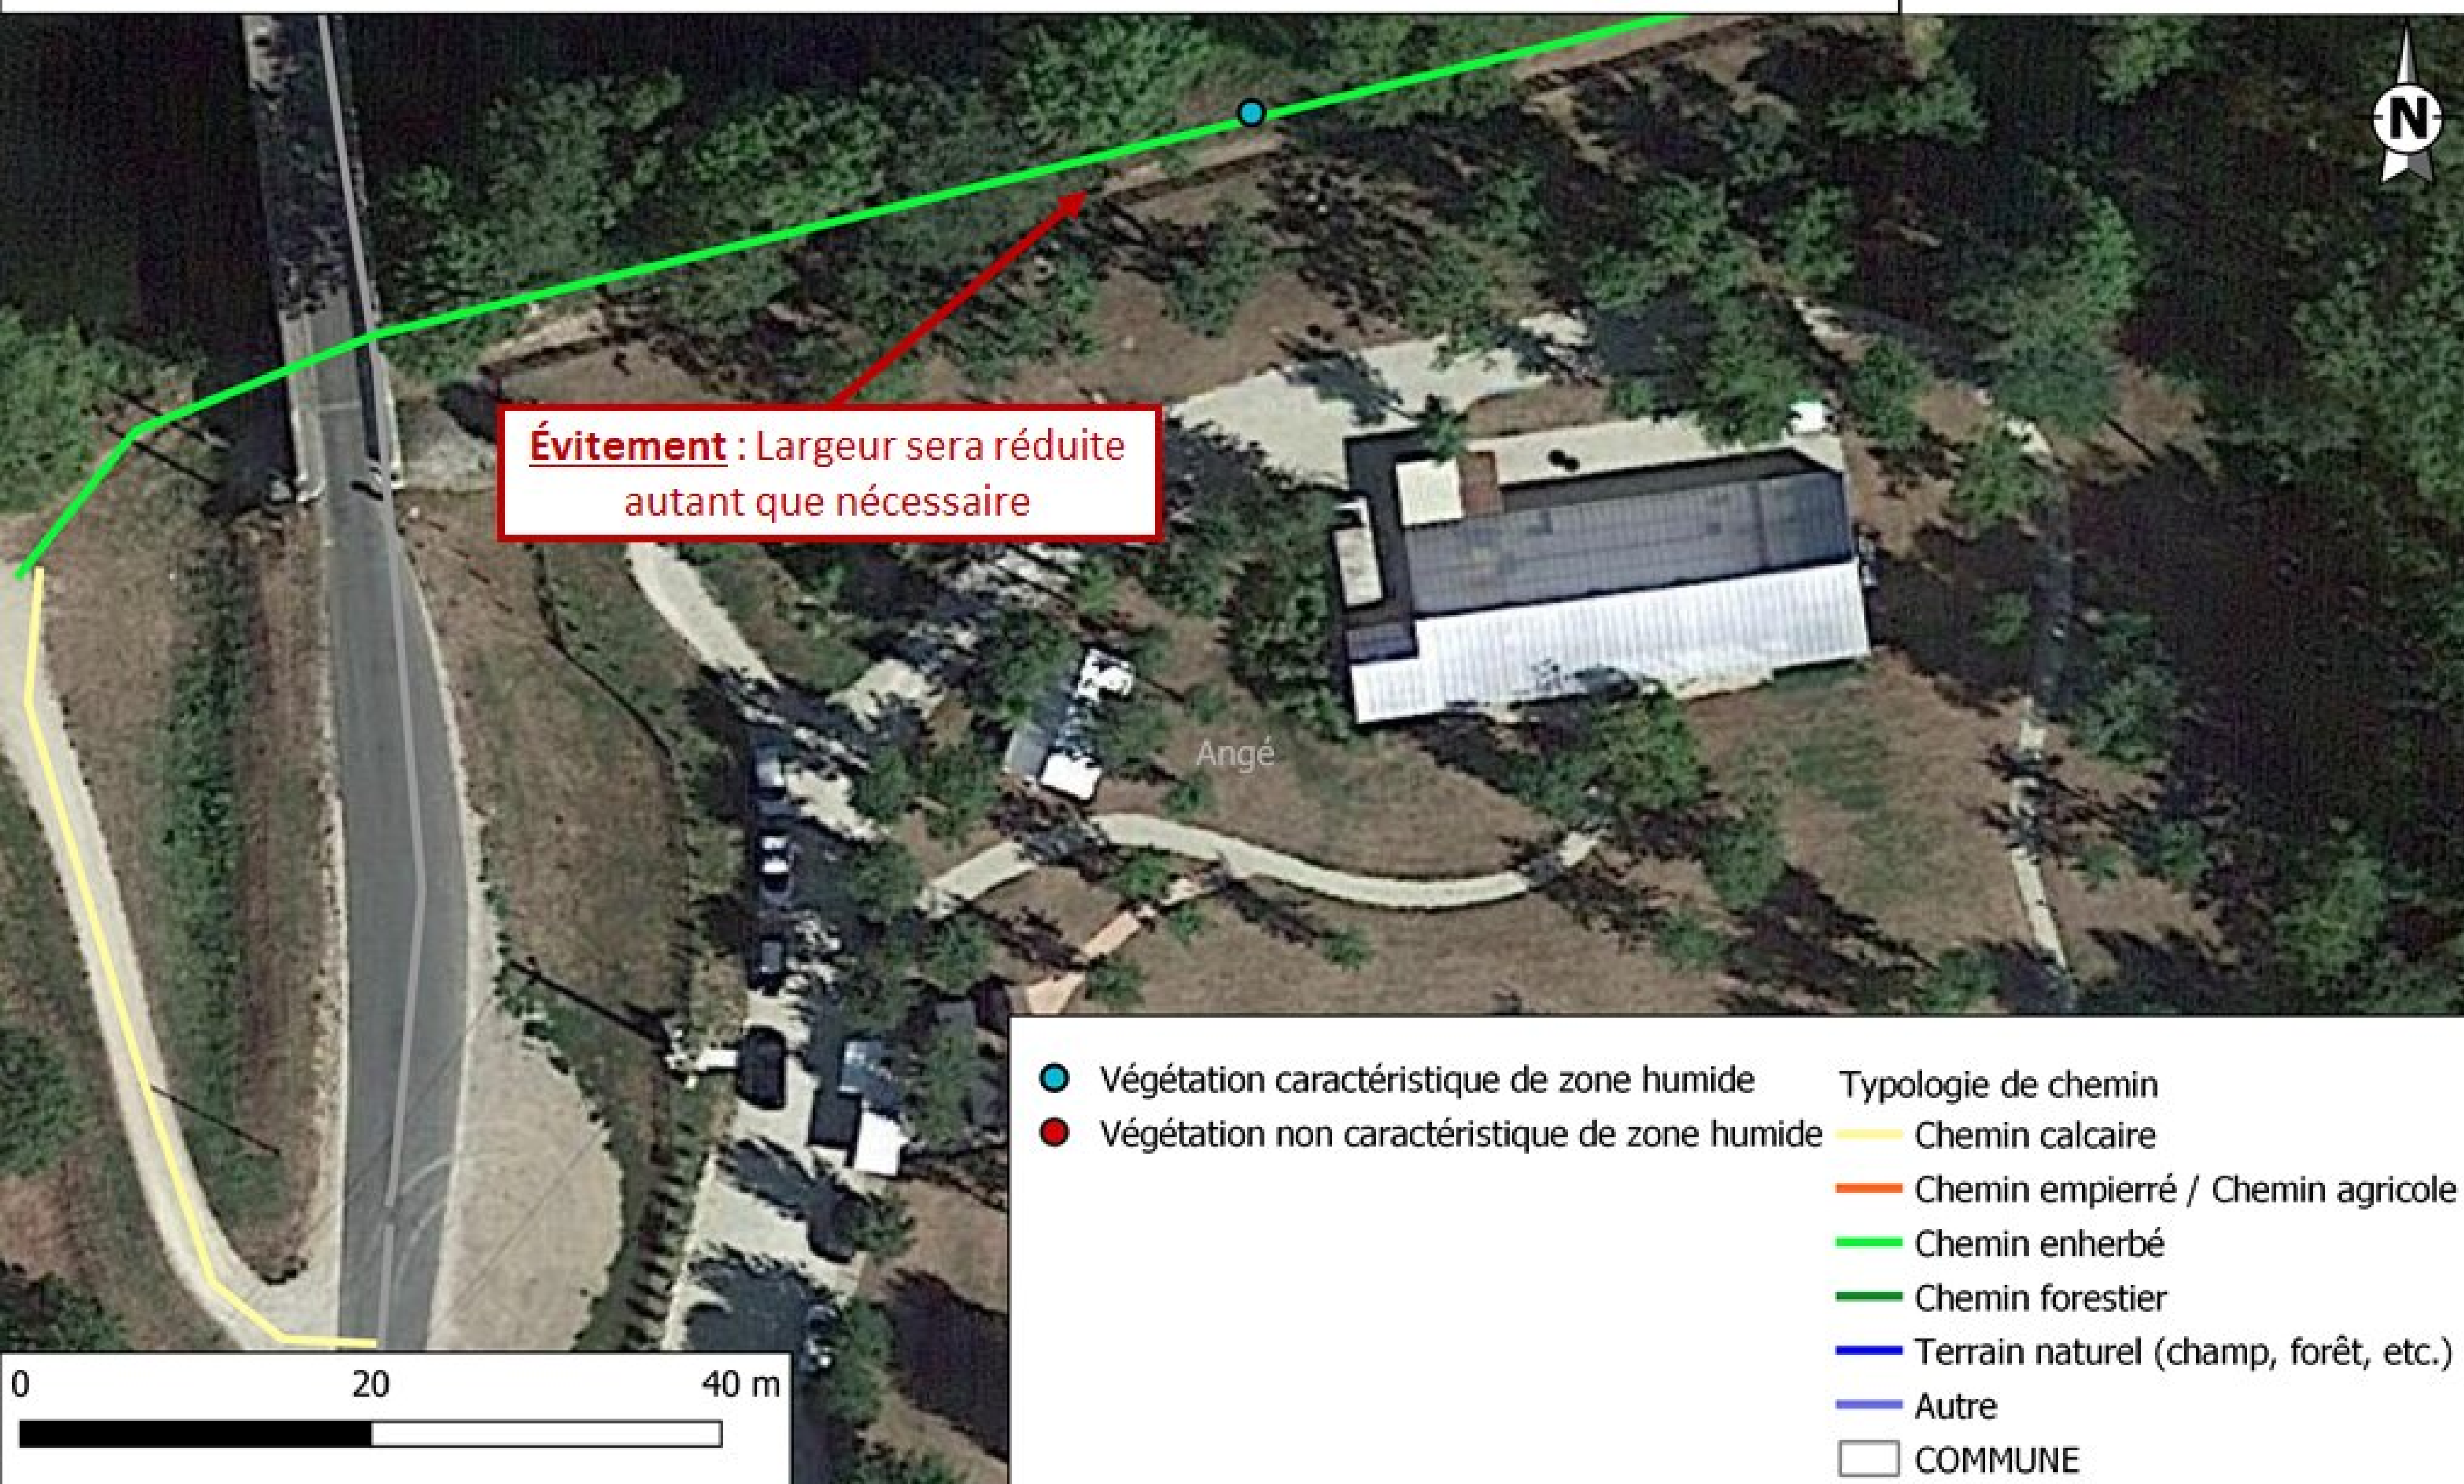 N
Évitement : Largeur sera réduite
autant que nécessaire
Angé
Végétation caractéristique de zone humide
Végétation non caractéristique de zone humide
Typologie de chemin
Chemin calcaire
Chemin empierré / Chemin agricole
Chemin enherbé
Chemin forestier
Terrain naturel (champ, forêt, etc.)
Autre
COMMUNE
0 20 40 m